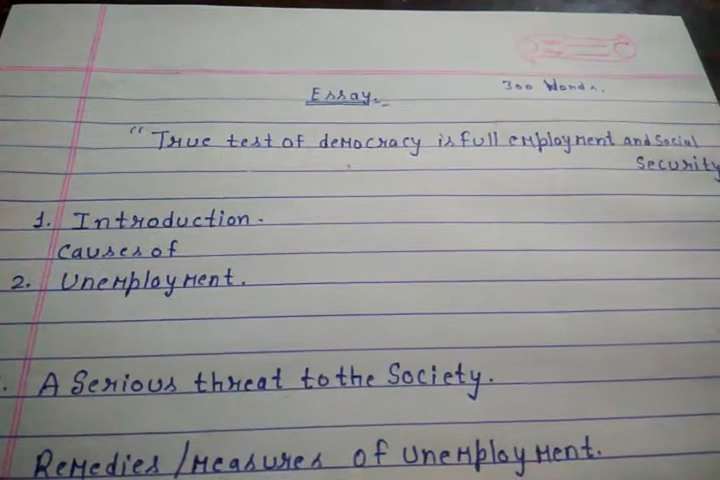 Essay.
300 Words.
"True test of democracy is full employment and Social
Security
1. Introduction.
Causes of
2. Unemployment.
. A Serious threat to the Society.
Remedies / Measures of Unemployment.